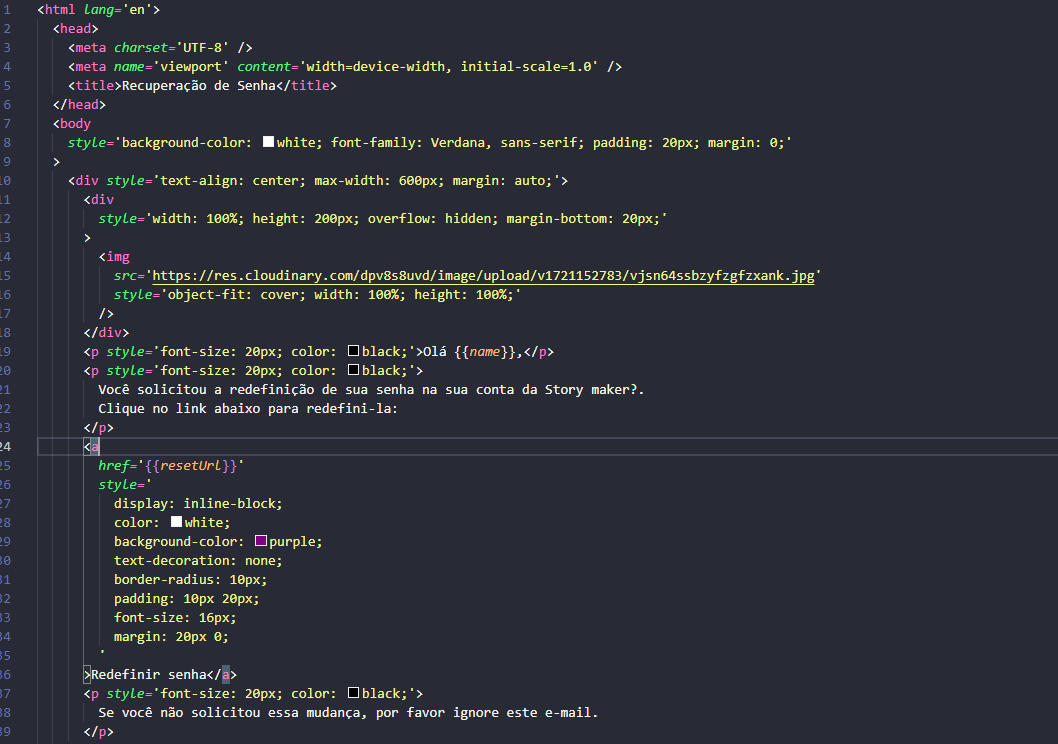 1 <html lang='en'>
2 <head>
3 <meta charset='UTF-8' />
4 <meta name='viewport' content='width=device-width, initial-scale=1.0' />
5 <title>Recuperação de Senha</title>
6 </head>
7 <body
8 style='background-color: white; font-family: Verdana, sans-serif; padding: 20px; margin: 0;'
9 >
10 <div style='text-align: center; max-width: 600px; margin: auto;'>
11 <div
12 style='width: 100%; height: 200px; overflow: hidden; margin-bottom: 20px;'
13 >
14 <img
15 src='https://res.cloudinary.com/dpv8s8uvd/image/upload/v1721152783/vjsn64ssbzyfzgfzxank.jpg'
16 style='object-fit: cover; width: 100%; height: 100%;'
17 />
18 </div>
19 <p style='font-size: 20px; color: black;'>Olá {{name}},</p>
20 <p style='font-size: 20px; color: black;'>
21 Você solicitou a redefinição de sua senha na sua conta da Story maker?.
22 Clique no link abaixo para redefini-la:
23 </p>
24 <a
25 href='{{resetUrl}}'
26 style='
27 display: inline-block;
28 color: white;
29 background-color: purple;
30 text-decoration: none;
31 border-radius: 10px;
32 padding: 10px 20px;
33 font-size: 16px;
34 margin: 20px 0;
35 '
36 >Redefinir senha</a>
37 <p style='font-size: 20px; color: black;'>
38 Se você não solicitou essa mudança, por favor ignore este e-mail.
39 </p>